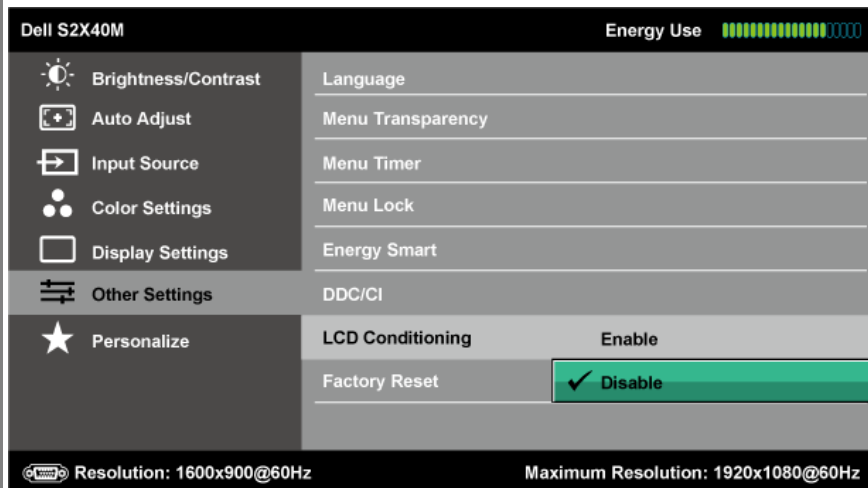 Dell S2X40M Energy Use
Brightness/Contrast
Auto Adjust
Input Source
Color Settings
Display Settings
Other Settings
Personalize
Language
Menu Transparency
Menu Timer
Menu Lock
Energy Smart
DDC/CI
LCD Conditioning Enable
Factory Reset Disable
Resolution: 1600x900@60Hz Maximum Resolution: 1920x1080@60Hz